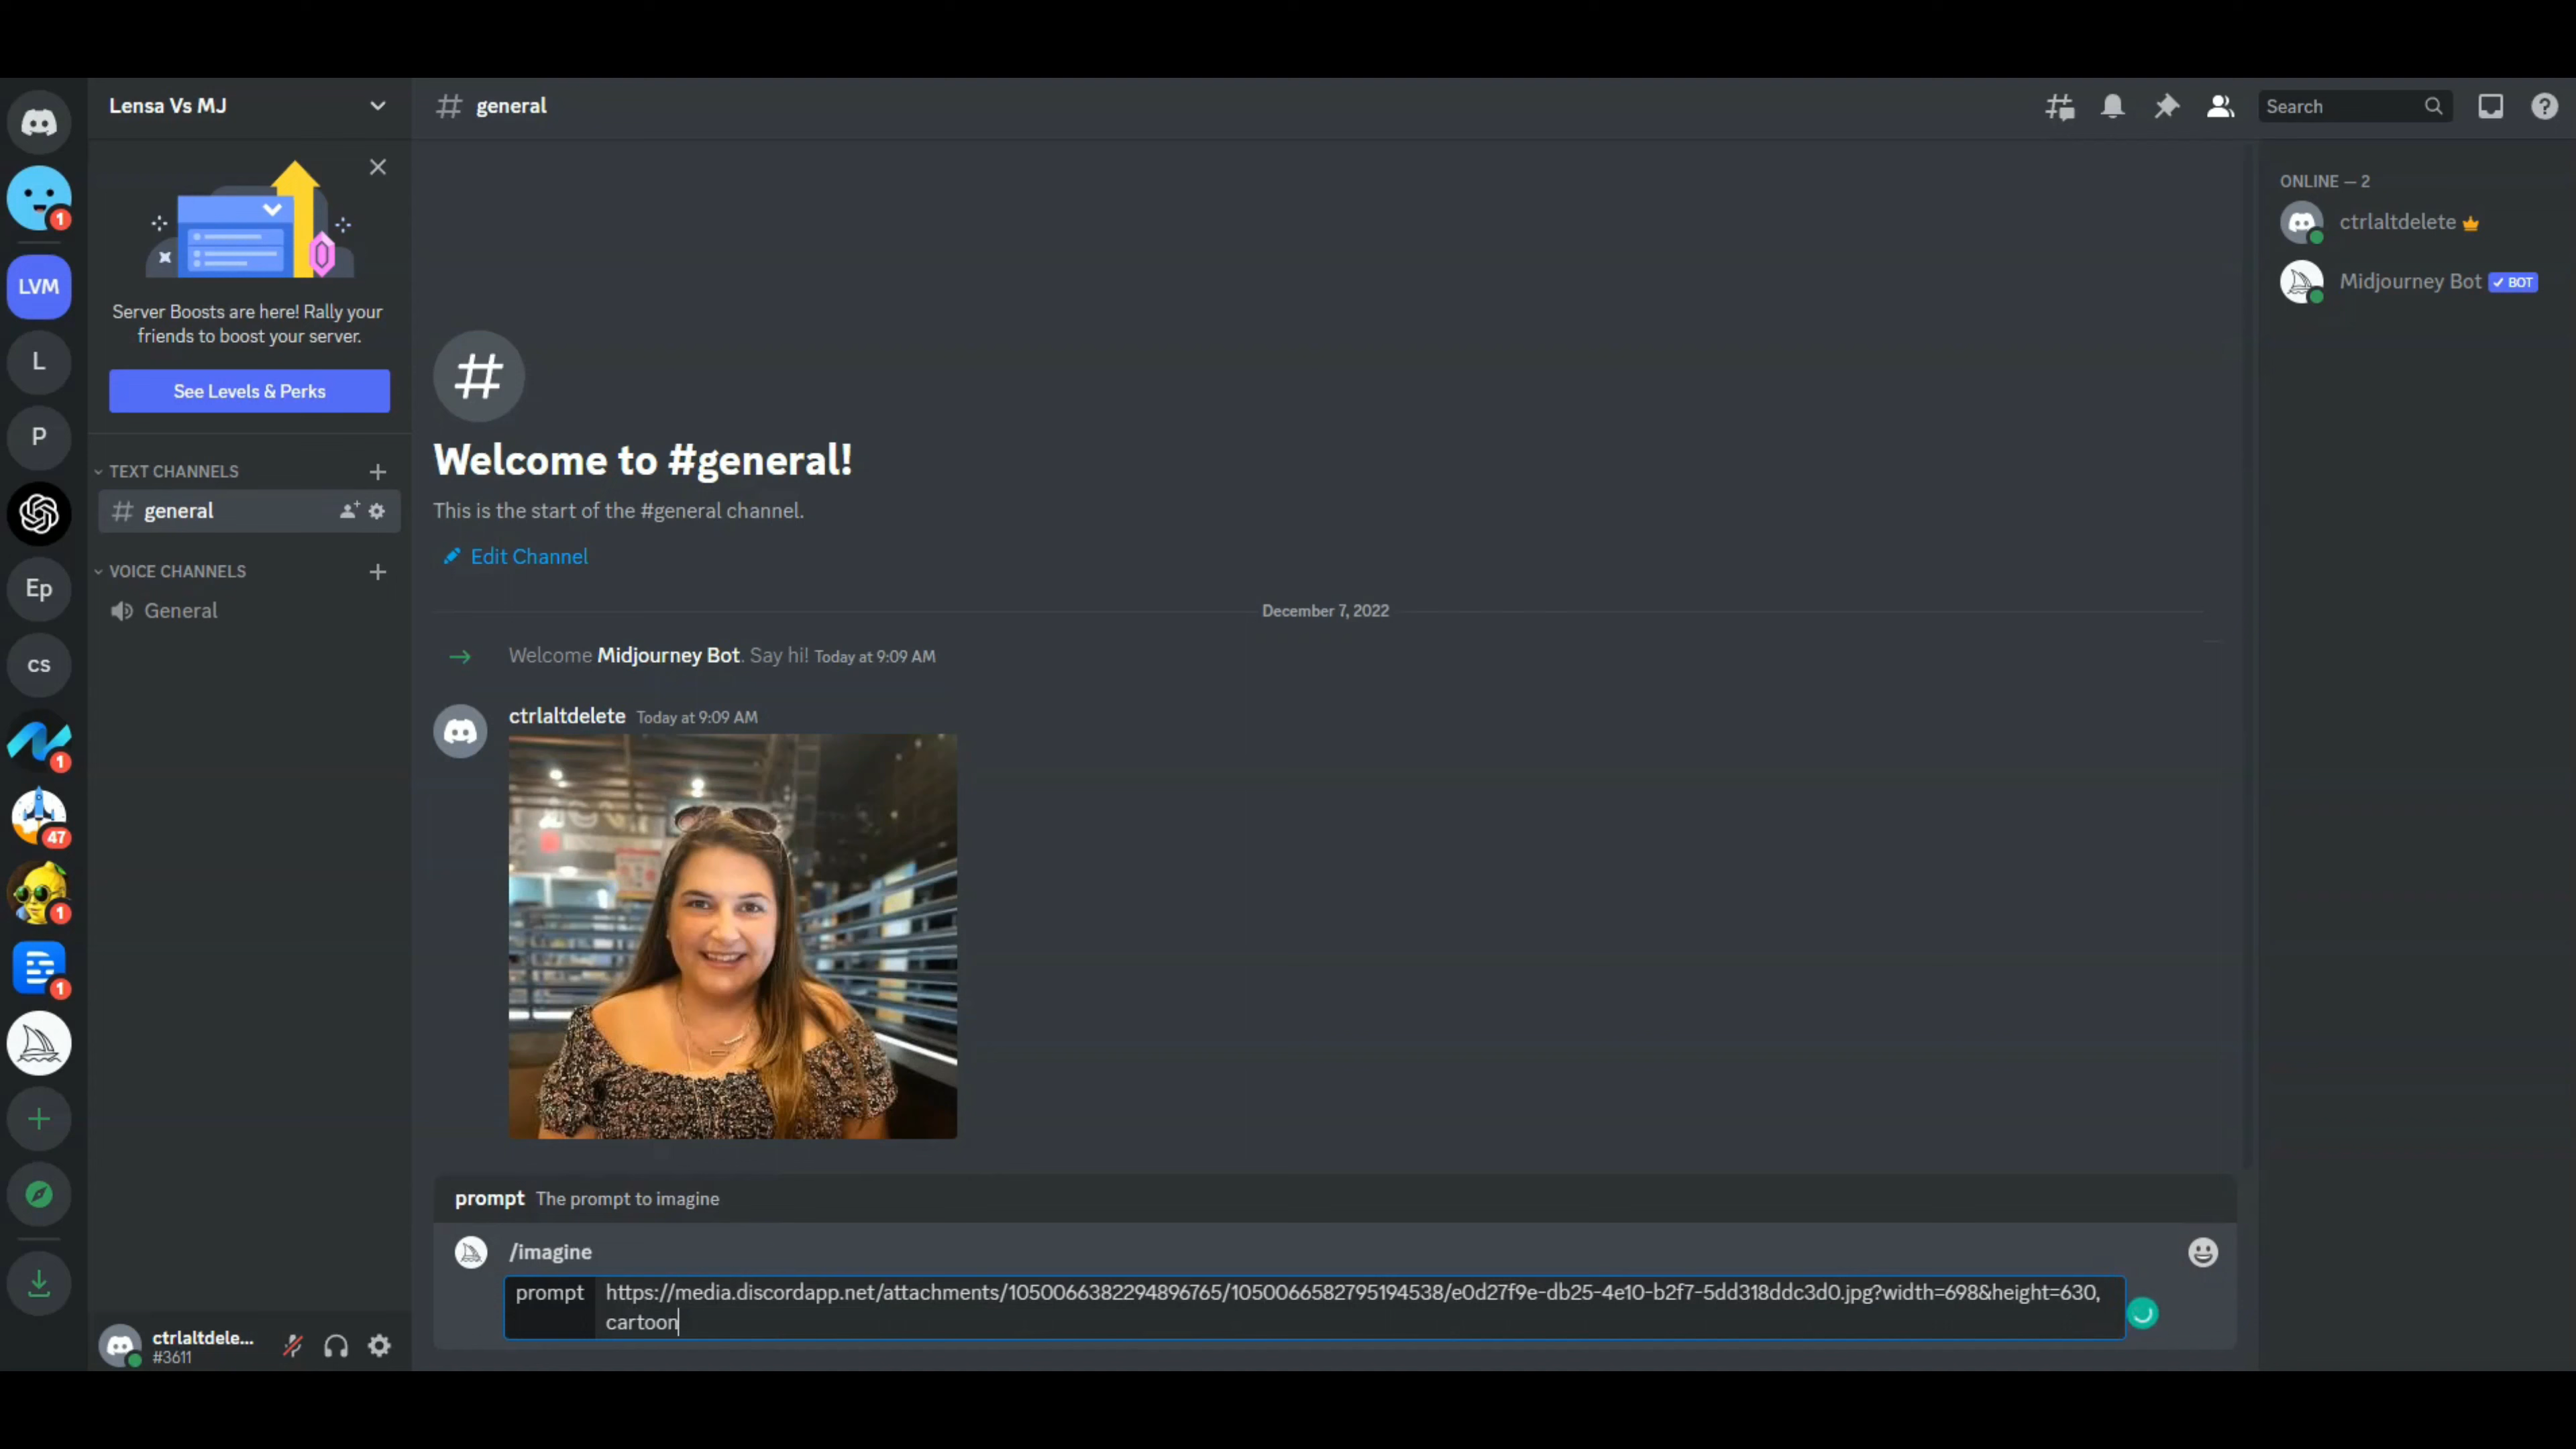 Lensa Vs MJ
general
Search
1
LVM
L
P
Ep
cs
1
47
1
1
Server Boosts are here! Rally your
friends to boost your server.
See Levels & Perks
TEXT CHANNELS
general
VOICE CHANNELS
General
ctrlaltdele...
#3611
Welcome to #general!
This is the start of the #general channel.
Edit Channel
December 7, 2022
Welcome Midjourney Bot. Say hi! Today at 9:09 AM
ctrlaltdelete Today at 9:09 AM
prompt The prompt to imagine
/imagine
prompt https://media.discordapp.net/attachments/1050066382294896765/1050066582795194538/e0d27f9e-db25-4e10-b2f7-5dd318ddc3d0.jpg?width=698&height=630,
cartoon
ONLINE — 2
ctrlaltdelete
Midjourney Bot BOT